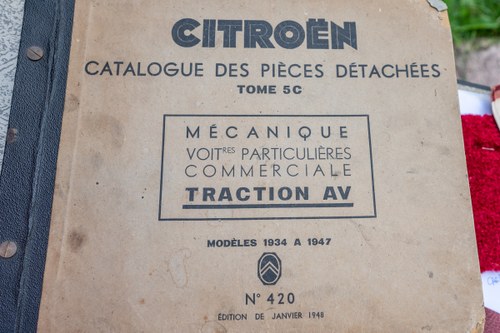 CITROËN
CATALOGUE DES PIÈCES DÉTACHÉES
TOME 5C
MÉCANIQUE
VOITRES PARTICULIÈRES
COMMERCIALE
TRACTION AV
MODÈLES 1934 A 1947
N° 420
ÉDITION DE JANVIER 1948